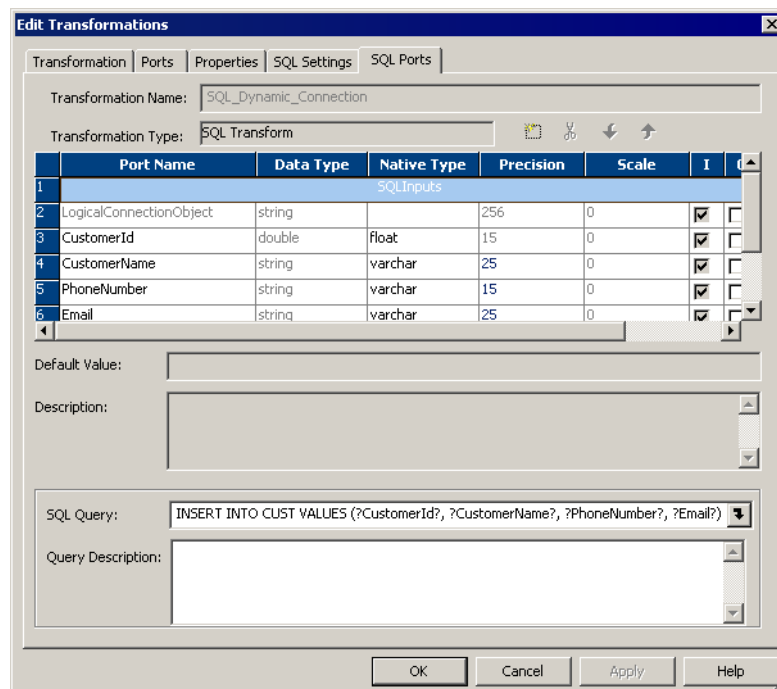 Edit Transformations
Transformation Ports Properties SQL Settings SQL Ports
Transformation Name: SQL_Dynamic_Connection
Transformation Type: SQL Transform
Port Name Data Type Native Type Precision Scale I
1 SQLInputs
2 LogicalConnectionObject string 256 0
3 CustomerId double float 15 0
4 CustomerName string varchar 25 0
5 PhoneNumber string varchar 15 0
6 Email string varchar 25 0
Default Value:
Description:
SQL Query: INSERT INTO CUST VALUES (?CustomerId?, ?CustomerName?, ?PhoneNumber?, ?Email?)
Query Description:
OK Cancel Apply Help